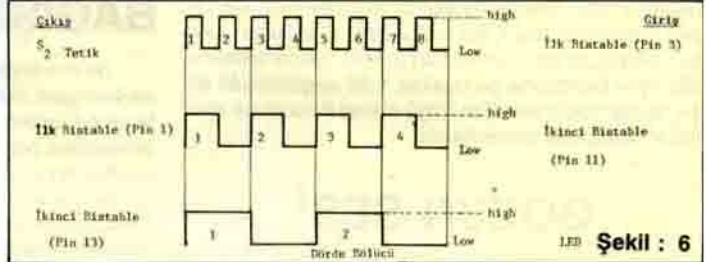 Çıkış
S2 Tetik
high
Low
Giriş
İlk Bistable (Pin 3)
1 2 3 4 5 6 7 8
İlk Bistable (Pin 1)
1 2 3 4
high
Low
İkinci Bistable
(Pin 11)
İkinci Bistable
(Pin 13)
1 2
high
Low
LED
Şekil : 6
Dörde Bölücü